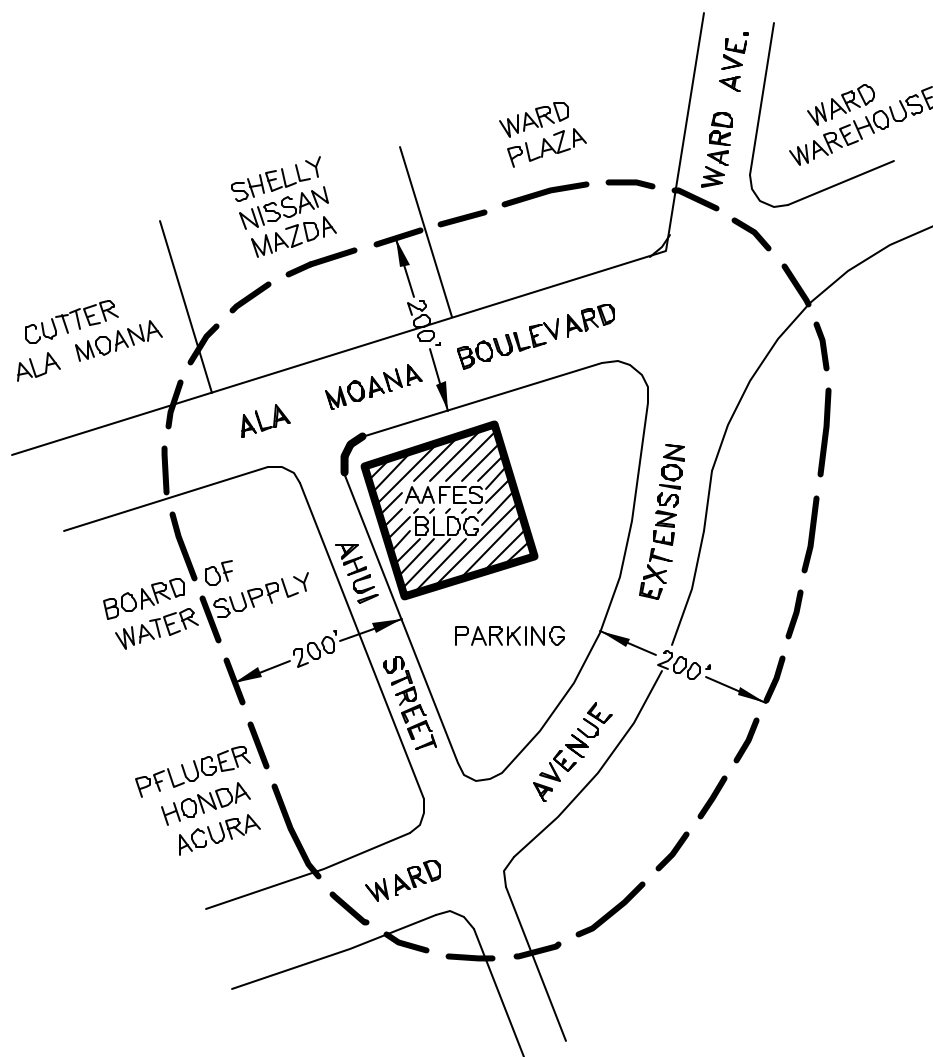 WARD AVE.
WARD
WAREHOUSE
WARD
PLAZA
SHELLY
NISSAN
MAZDA
CUTTER
ALA MOANA
200'
ALA MOANA BOULEVARD
AAFES
BLDG
AHUI STREET
BOARD OF
WATER SUPPLY
200'
PARKING
200'
PFLUGER
HONDA
ACURA
WARD AVENUE EXTENSION